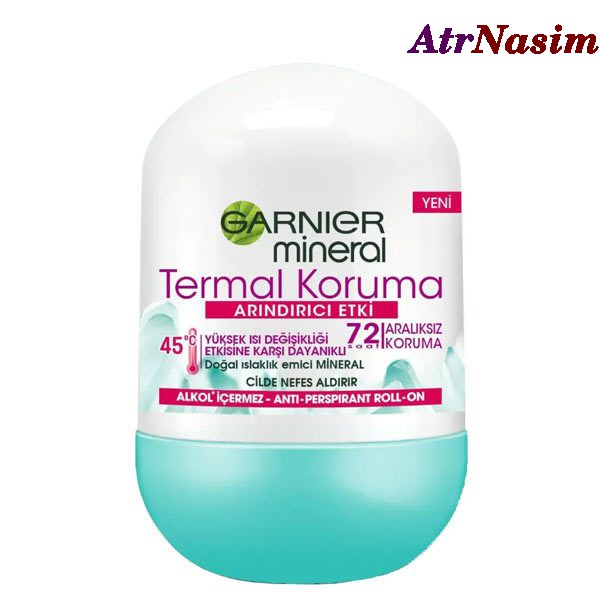 AtrNasim
YENİ
GARNIER
mineral
Termal Koruma
ARINDIRICI ETKİ
45°C
YÜKSEK ISI DEĞİŞİKLİĞİ
ETKİSİNE KARŞI DAYANIKLI
72 saat
ARALIKSIZ
KORUMA
Doğal ıslaklık emici MİNERAL
CİLDE NEFES ALDIRIR
ALKOL* İÇERMEZ - ANTI-PERSPIRANT ROLL-ON